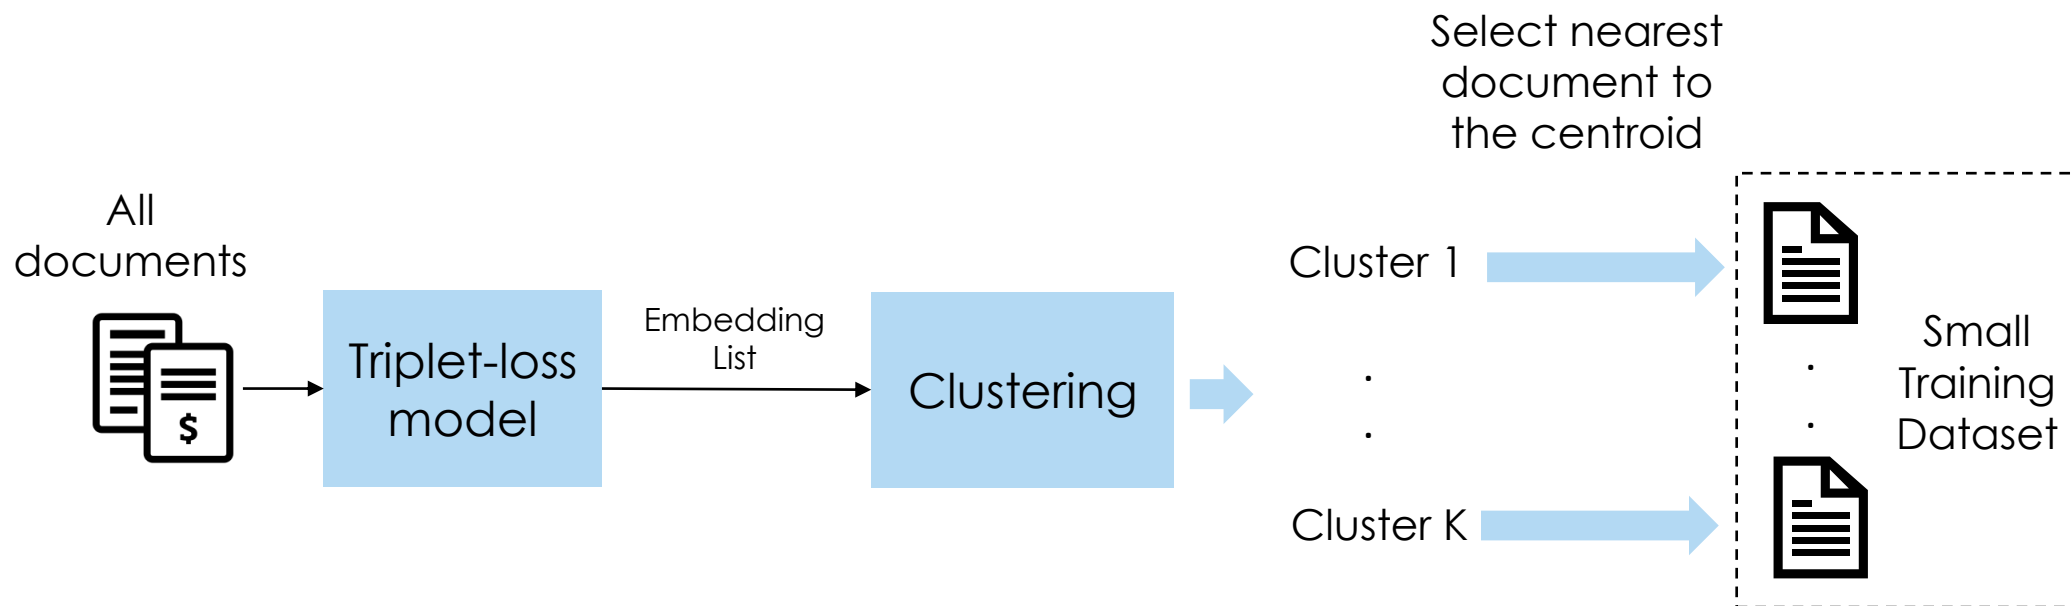 All
documents
$
Triplet-loss
model
Embedding
List
Clustering
Select nearest
document to
the centroid
Cluster 1
.
.
Cluster K
.
.
Small
Training
Dataset